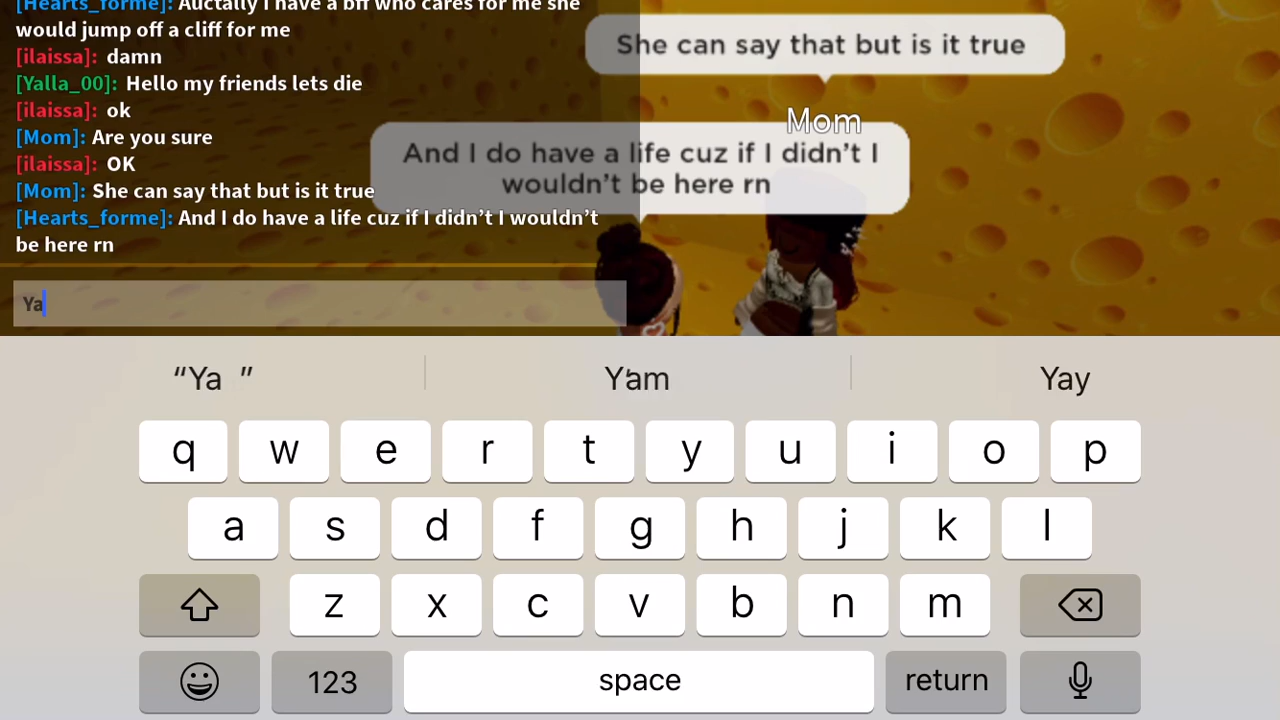 [Hearts_forme]: Auctally I have a bff who cares for me she
would jump off a cliff for me
[ilaissa]: damn
[Yalla_00]: Hello my friends lets die
[ilaissa]: ok
[Mom]: Are you sure
[ilaissa]: OK
[Mom]: She can say that but is it true
[Hearts_forme]: And I do have a life cuz if I didn't I wouldn't
be here rn
Ya
She can say that but is it true
Mom
And I do have a life cuz if I didn't I
wouldn't be here rn
“Ya ” Yam Yay
q w e r t y u i o p
a s d f g h j k l
z x c v b n m
123 space return